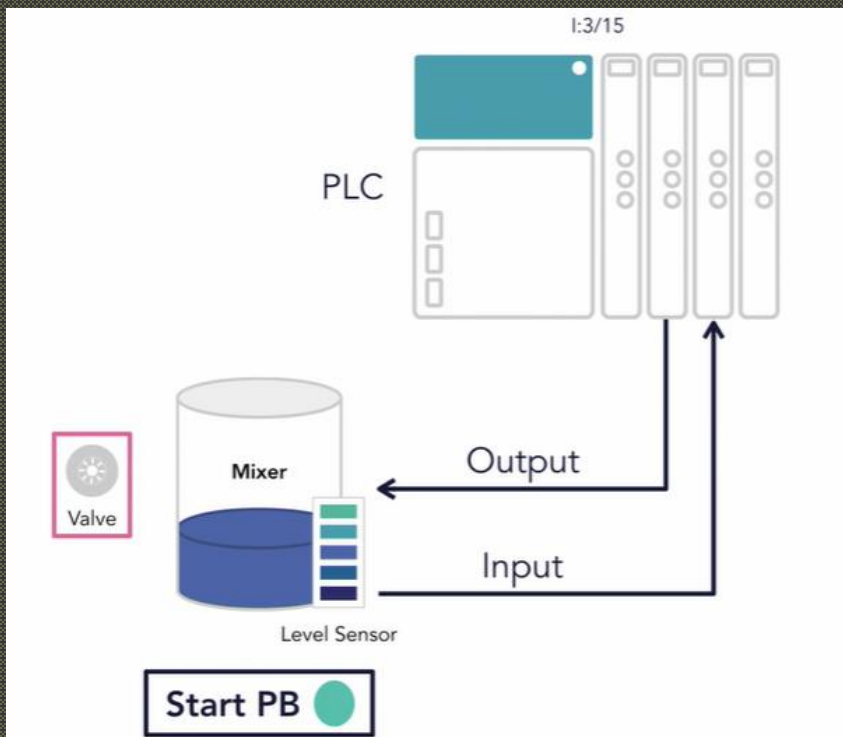 I:3/15
PLC
Output
Mixer
Valve
Input
Level Sensor
Start PB